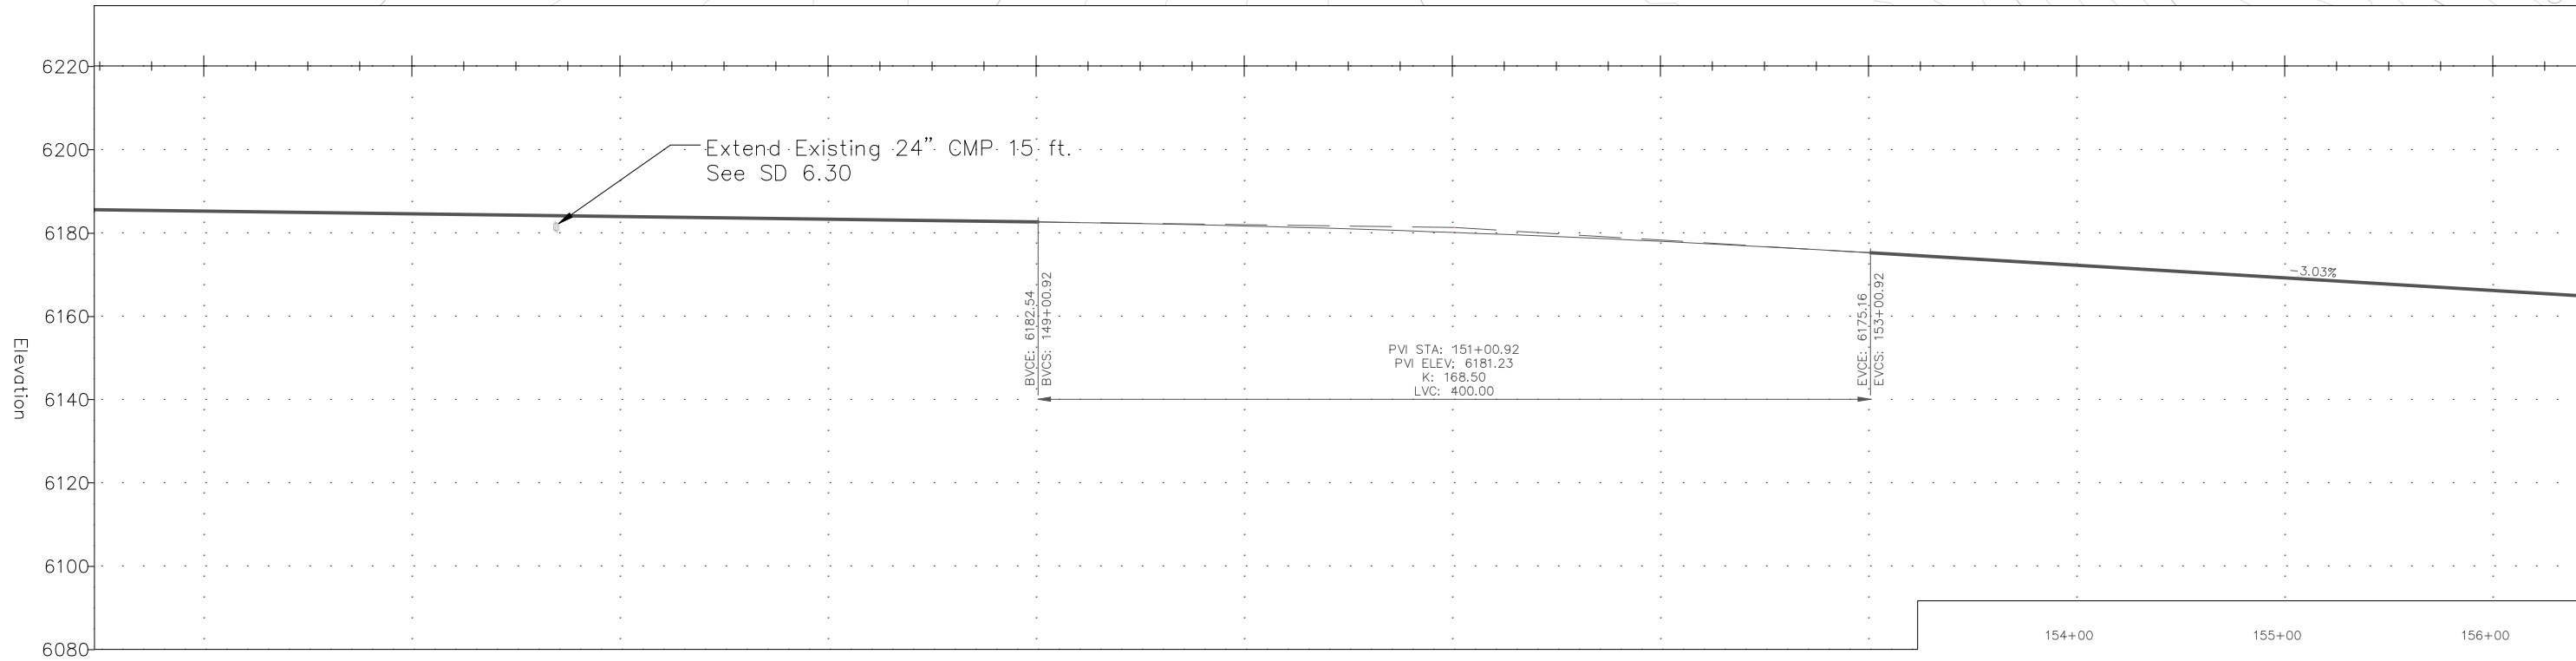 6220
6200
6180
6160
6140
6120
6100
6080
Elevation
Extend Existing 24" CMP 15 ft.
See SD 6.30
BVCE: 6182.54
BVCS: 149+00.92
PVI STA: 151+00.92
PVI ELEV: 6181.23
K: 168.50
LVC: 400.00
EVCE: 6175.16
EVCS: 153+00.92
-3.03%
154+00
155+00
156+00